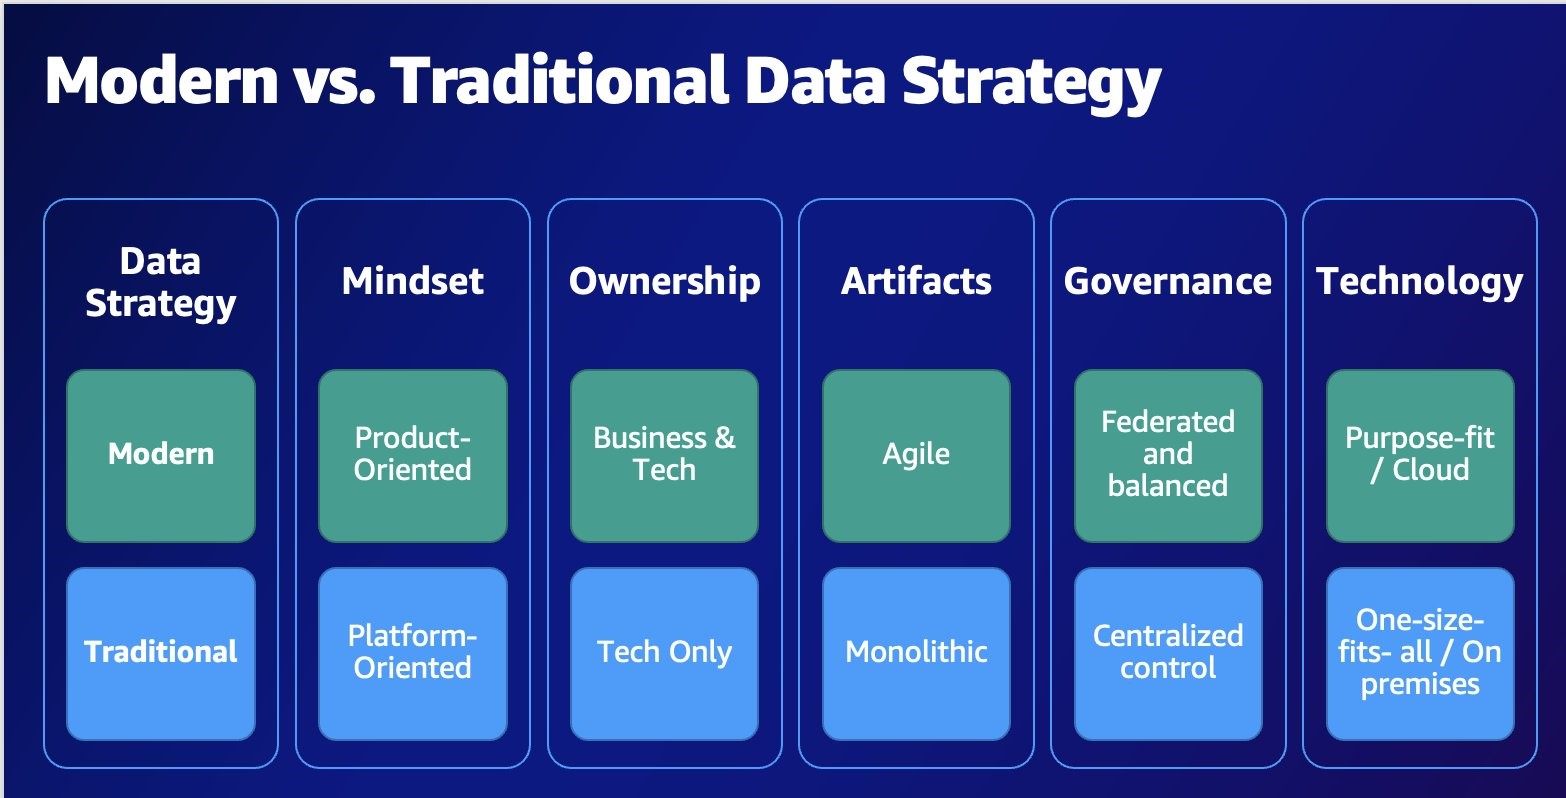 Modern vs. Traditional Data Strategy
Data
Strategy
Mindset
Ownership
Artifacts
Governance
Technology
Modern
Product-
Oriented
Business &
Tech
Agile
Federated
and
balanced
Purpose-fit
/ Cloud
Traditional
Platform-
Oriented
Tech Only
Monolithic
Centralized
control
One-size-
fits- all / On
premises